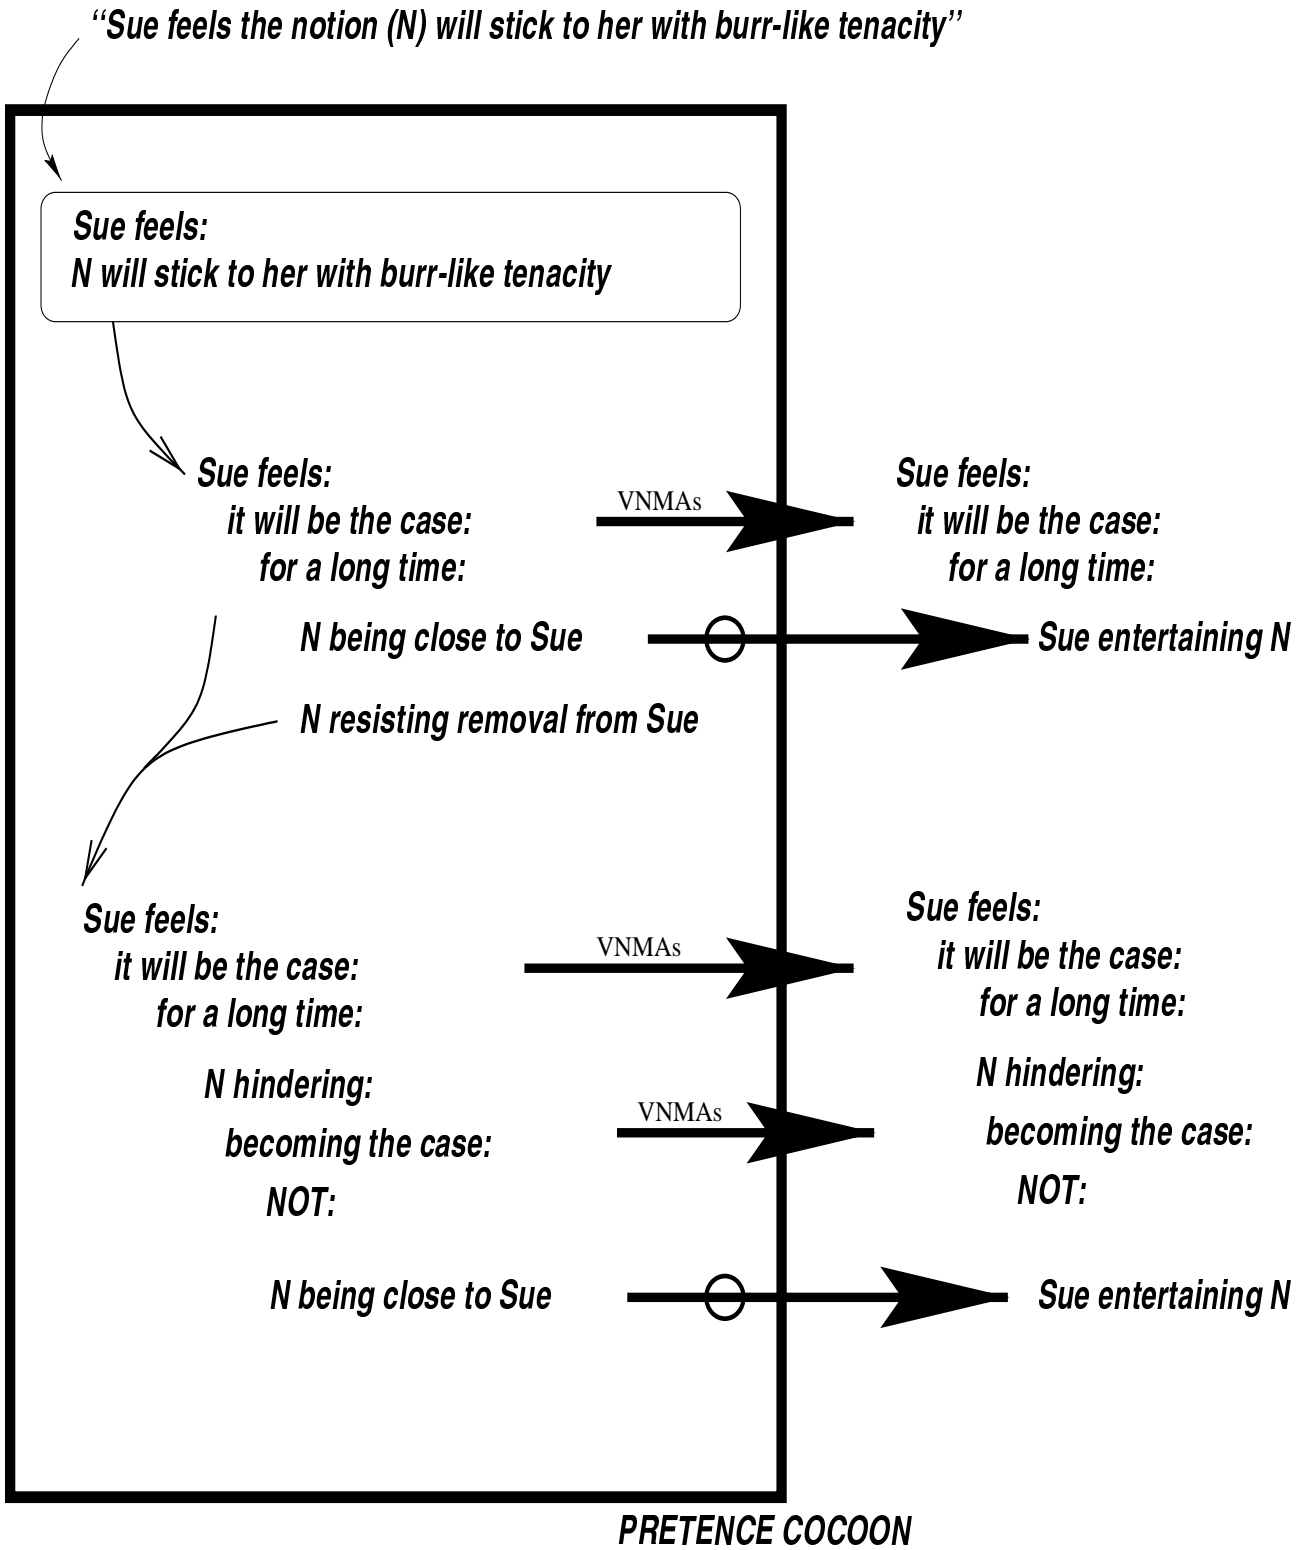 “Sue feels the notion (N) will stick to her with burr-like tenacity”
Sue feels:
N will stick to her with burr-like tenacity
Sue feels:
it will be the case:
for a long time:
VNMAs
Sue feels:
it will be the case:
for a long time:
N being close to Sue
Sue entertaining N
N resisting removal from Sue
Sue feels:
it will be the case:
for a long time:
VNMAs
Sue feels:
it will be the case:
for a long time:
N hindering:
becoming the case:
NOT:
VNMAs
N hindering:
becoming the case:
NOT:
N being close to Sue
Sue entertaining N
PRETENCE COCOON